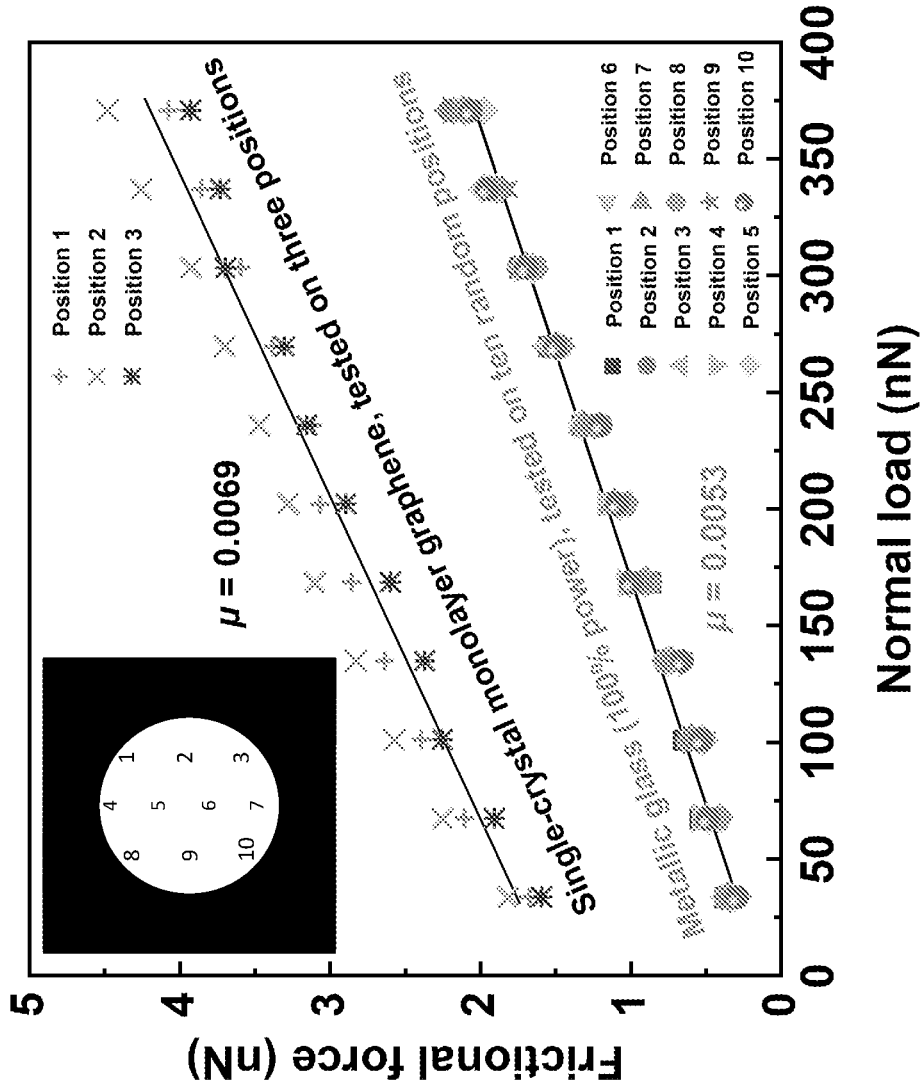 Frictional force (nN)
5
4
3
2
1
0
0
50
100
150
200
250
300
350
400
Normal load (nN)
1
2
3
4
5
6
7
8
9
10
μ = 0.0069
Position 1
Position 2
Position 3
Single-crystal monolayer graphene, tested on three positions
Metallic glass (100% power), tested on ten random positions
μ = 0.0053
Position 1
Position 2
Position 3
Position 4
Position 5
Position 6
Position 7
Position 8
Position 9
Position 10